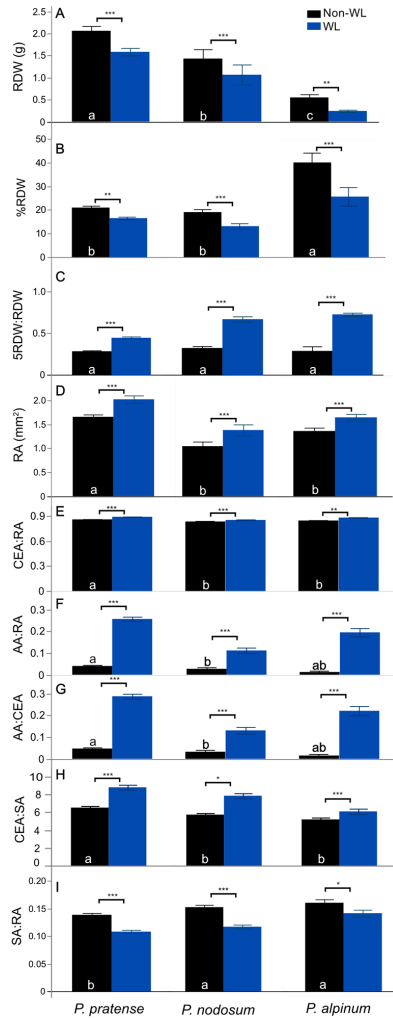 A
Non-WL
WL
RDW (g)
2.5
2.0
1.5
1.0
0.5
0
***
***
**
a
b
c
B
%RDW
50
40
30
20
10
0
**
***
***
b
b
a
C
5RDW:RDW
1.0
0.5
0
***
***
***
a
a
a
D
RA (mm²)
2.0
1.5
1.0
0.5
0
***
***
***
a
b
b
E
CEA:RA
0.9
0.6
0.3
0
***
***
**
a
b
b
F
AA:RA
0.3
0.2
0.1
0
***
***
***
a
b
ab
G
AA:CEA
0.3
0.2
0.1
0
***
***
***
a
b
ab
H
CEA:SA
10
8
6
4
2
0
***
*
***
a
b
b
I
SA:RA
0.20
0.15
0.10
0.05
0
***
***
*
b
a
a
P. pratense P. nodosum P. alpinum